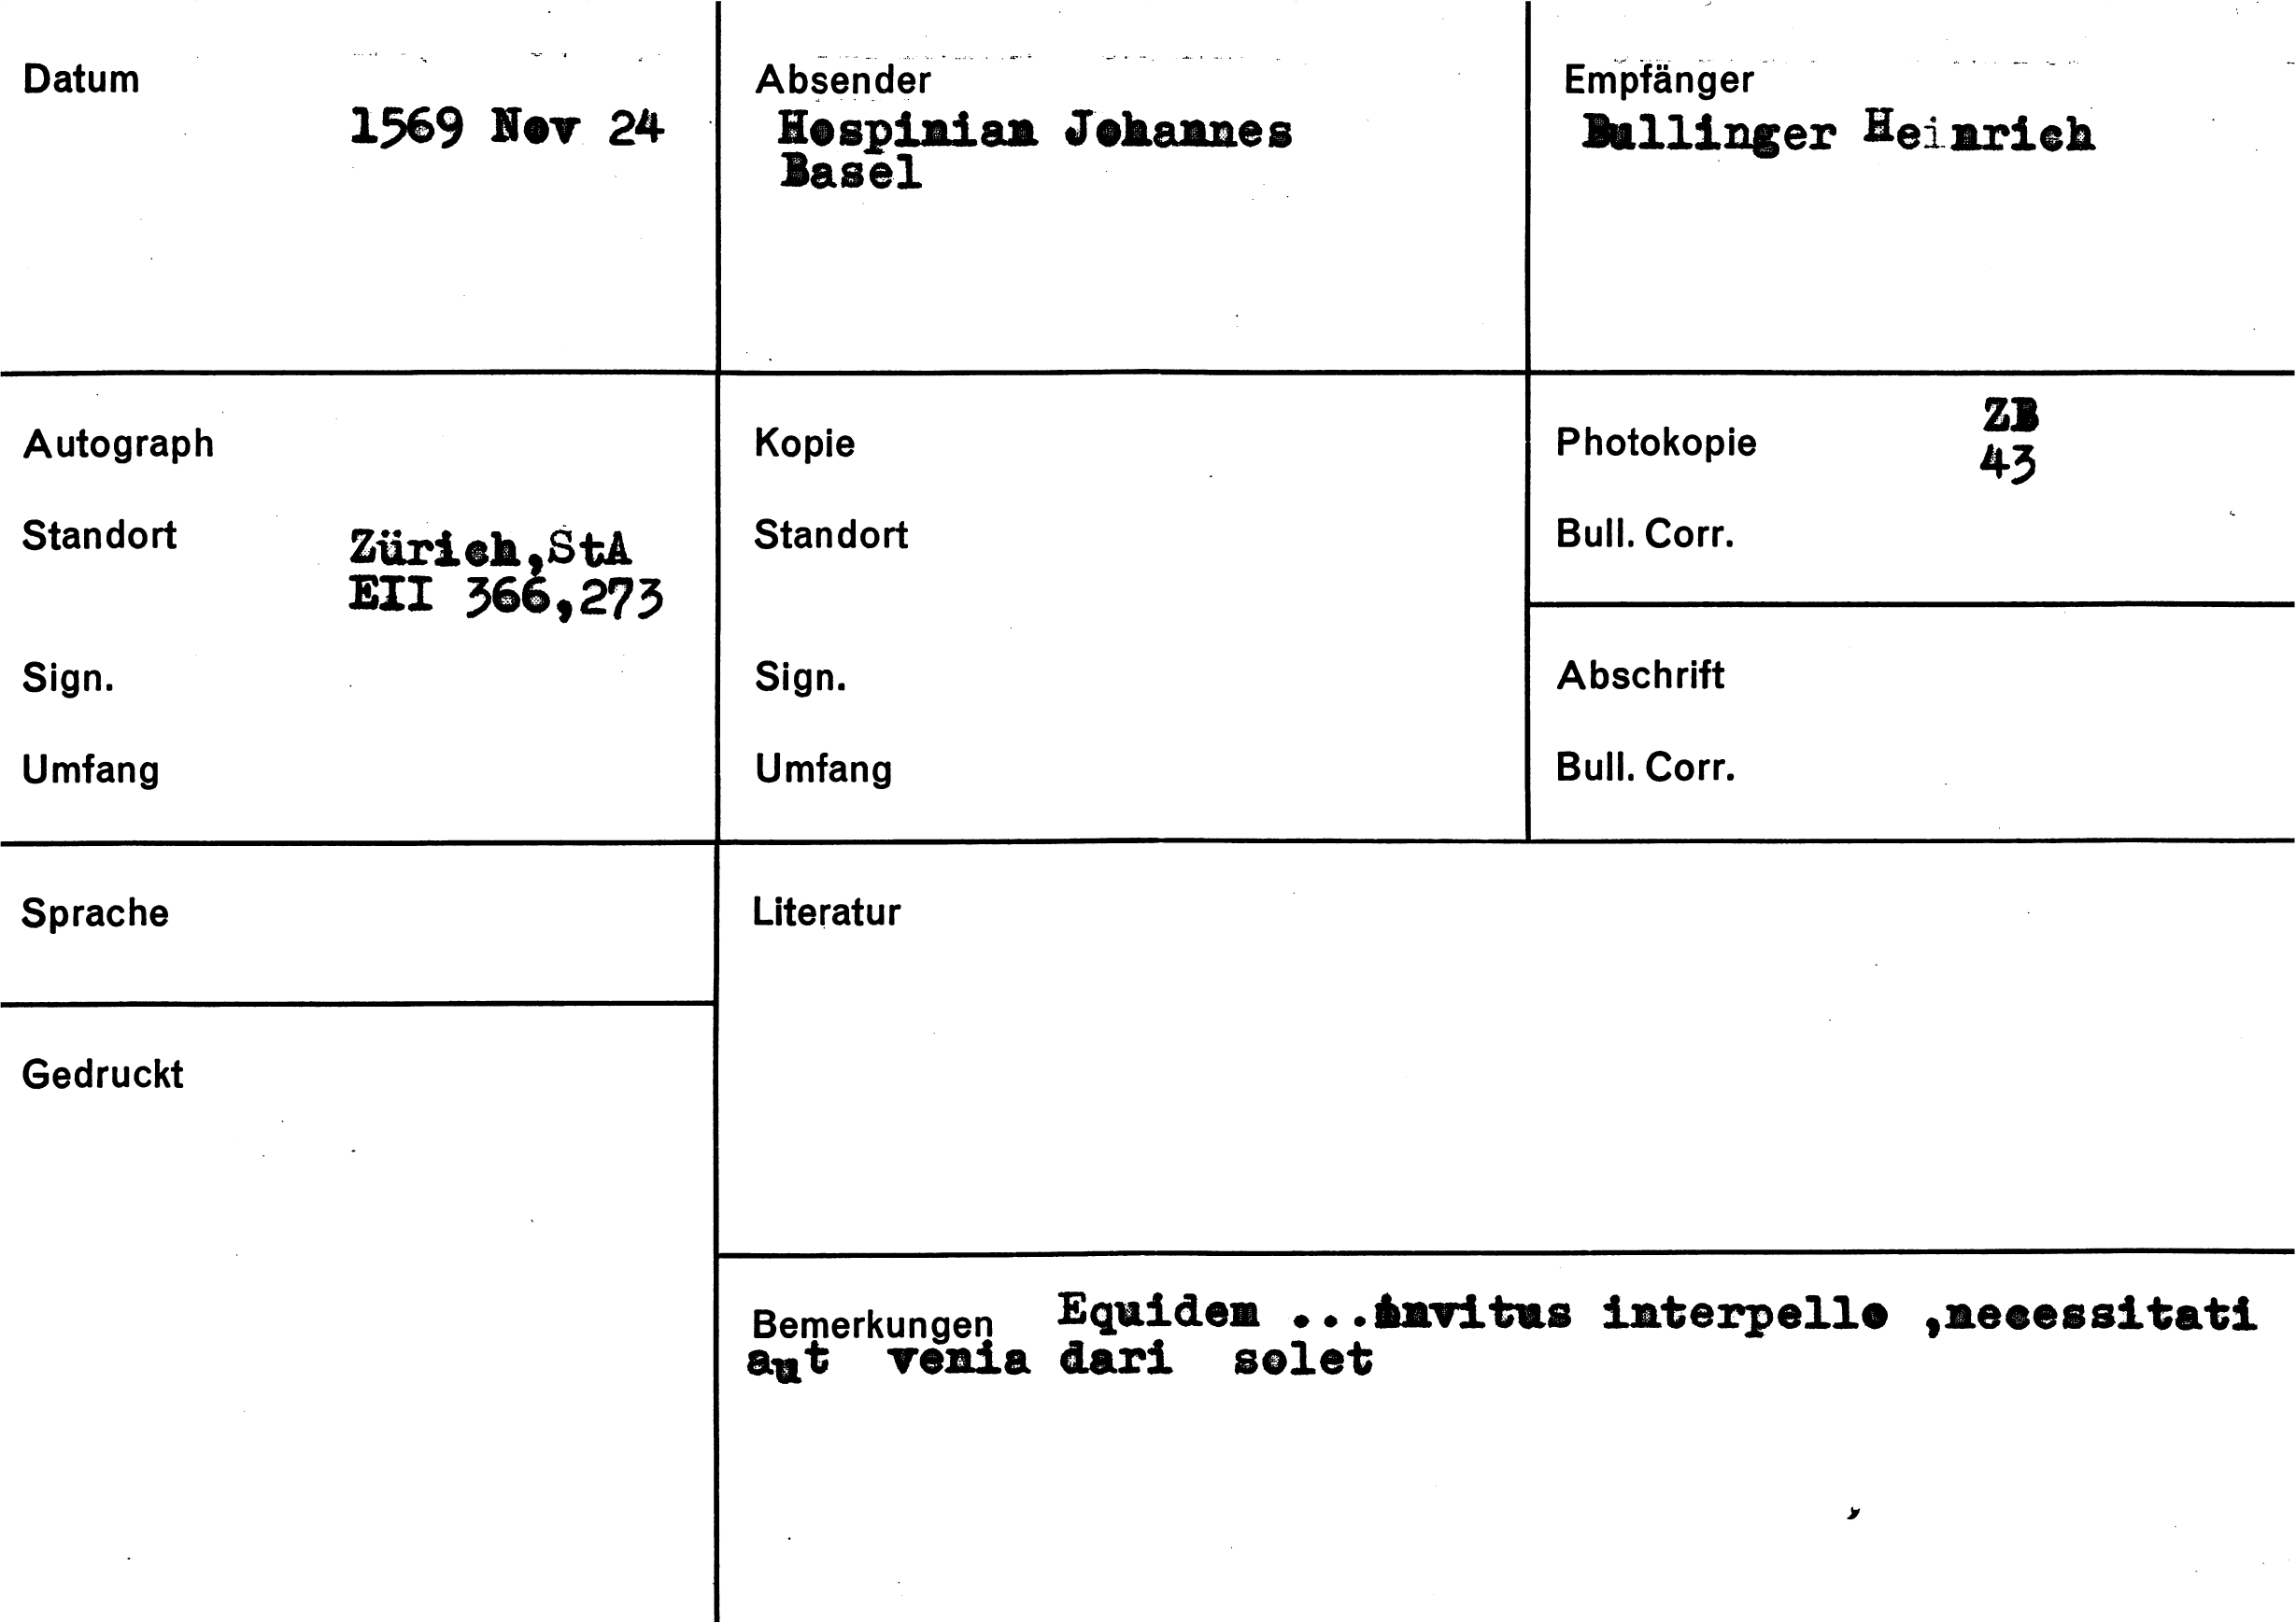 Datum
1569 Nov 24
Absender
Hospinian Johannes
Basel
Empfänger
Bullinger Heinrich
Autograph
Standort
Zürich,StA
EII 366,273
Sign.
Umfang
Kopie
Standort
Sign.
Umfang
Photokopie
ZB
43
Bull. Corr.
Abschrift
Bull. Corr.
Sprache
Gedruckt
Literatur
Bemerkungen Equidem ...invitus interpello ,necessitati
aut venia dari solet